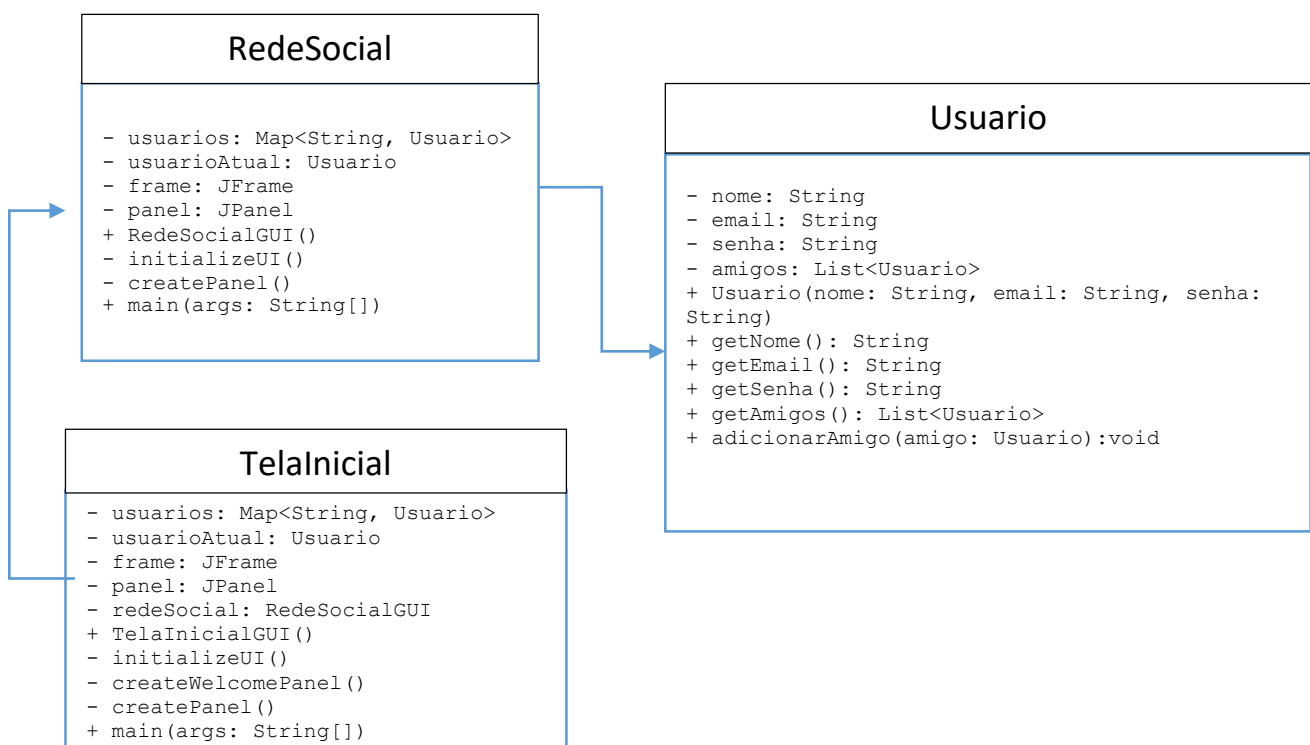 RedeSocial
- usuarios: Map<String, Usuario>
- usuarioAtual: Usuario
- frame: JFrame
- panel: JPanel
+ RedeSocialGUI()
- initializeUI()
- createPanel()
+ main(args: String[])
Usuario
- nome: String
- email: String
- senha: String
- amigos: List<Usuario>
+ Usuario(nome: String, email: String, senha:
String)
+ getNome(): String
+ getEmail(): String
+ getSenha(): String
+ getAmigos(): List<Usuario>
+ adicionarAmigo(amigo: Usuario):void
TelaInicial
- usuarios: Map<String, Usuario>
- usuarioAtual: Usuario
- frame: JFrame
- panel: JPanel
- redeSocial: RedeSocialGUI
+ TelaInicialGUI()
- initializeUI()
- createWelcomePanel()
- createPanel()
+ main(args: String[])